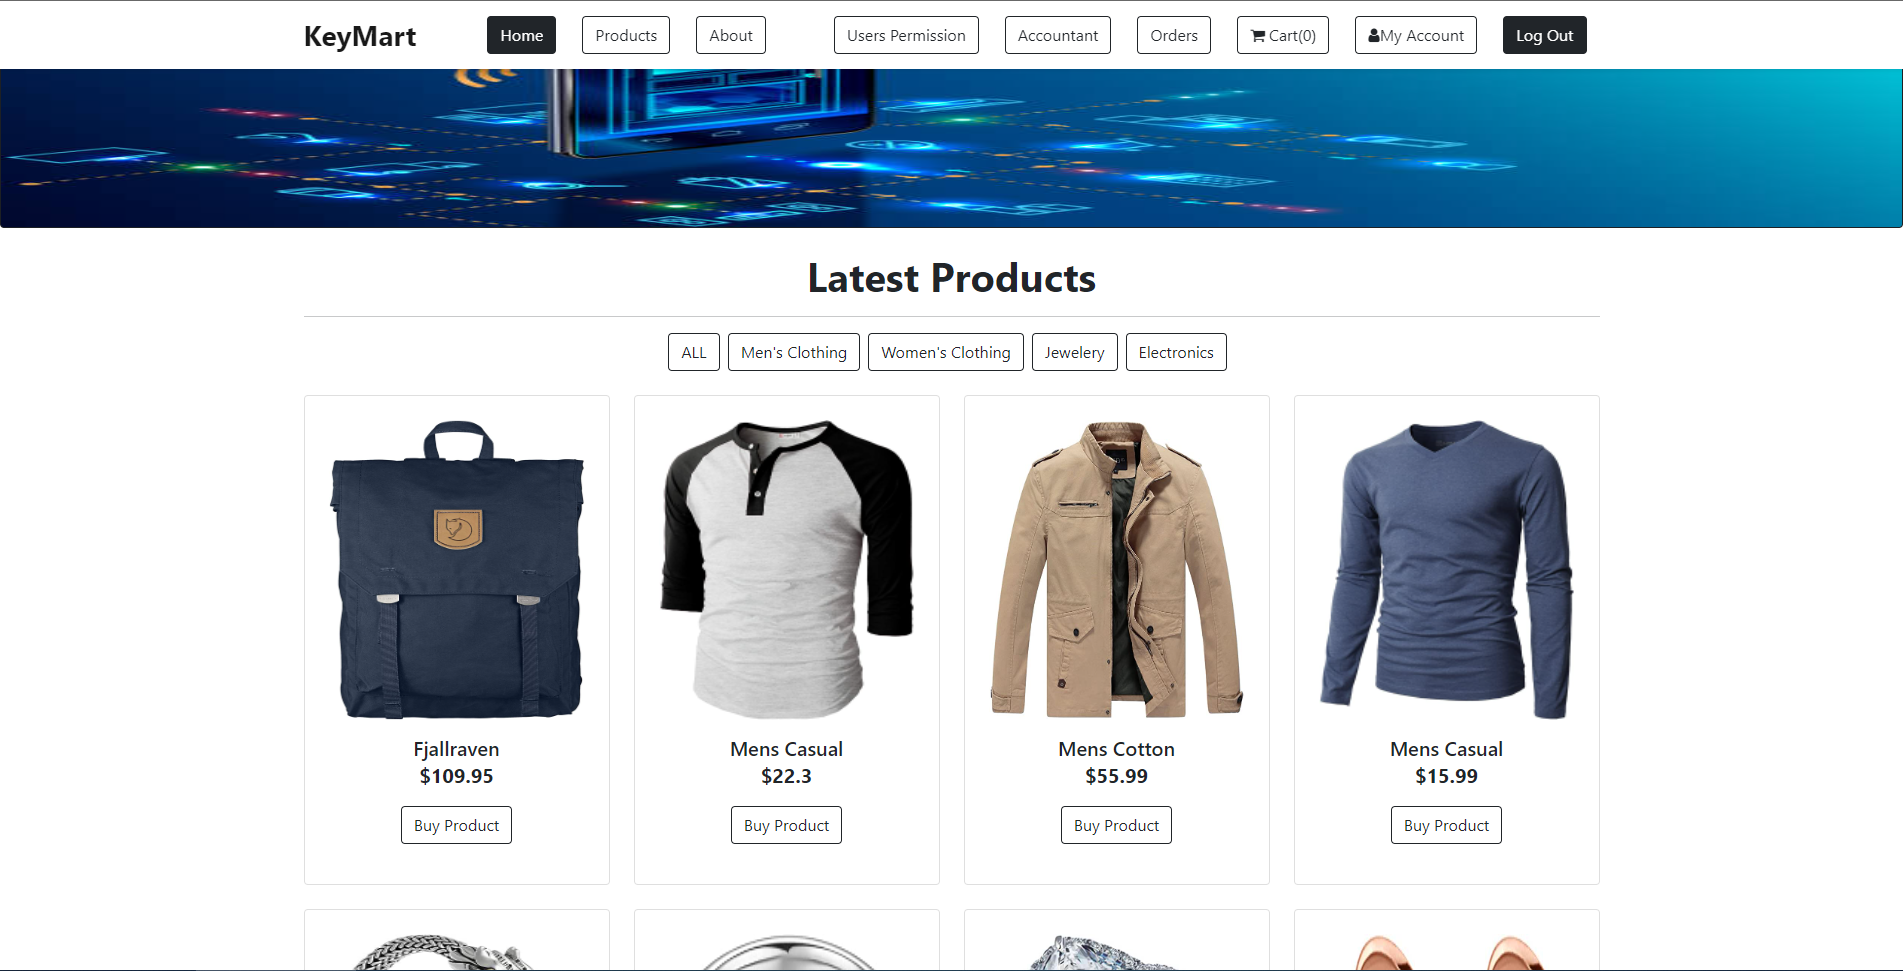 KeyMart Home Products About Users Permission Accountant Orders Cart(0) My Account Log Out
Latest Products
ALL Men's Clothing Women's Clothing Jewelery Electronics
Fjallraven
$109.95
Buy Product
Mens Casual
$22.3
Buy Product
Mens Cotton
$55.99
Buy Product
Mens Casual
$15.99
Buy Product